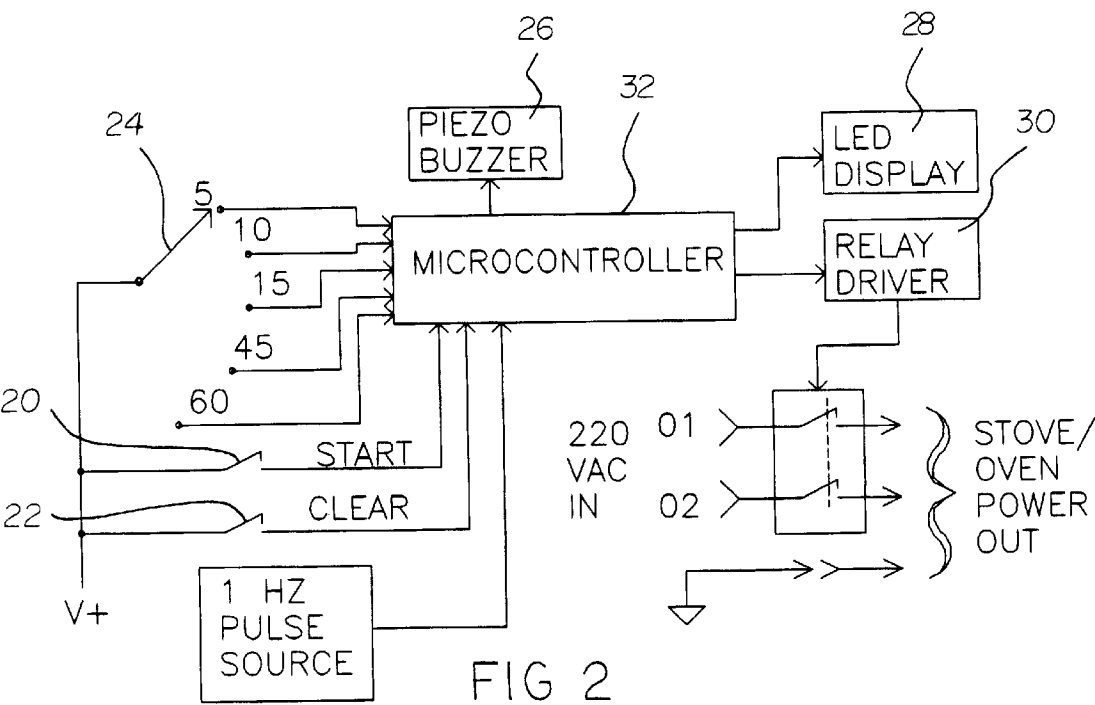 26
28
32
24
PIEZO
BUZZER
LED
DISPLAY
30
5
10
15
45
60
MICROCONTROLLER
RELAY
DRIVER
20
START
22
CLEAR
220
VAC
IN
01
02
STOVE/
OVEN
POWER
OUT
V+
1 HZ
PULSE
SOURCE
FIG 2